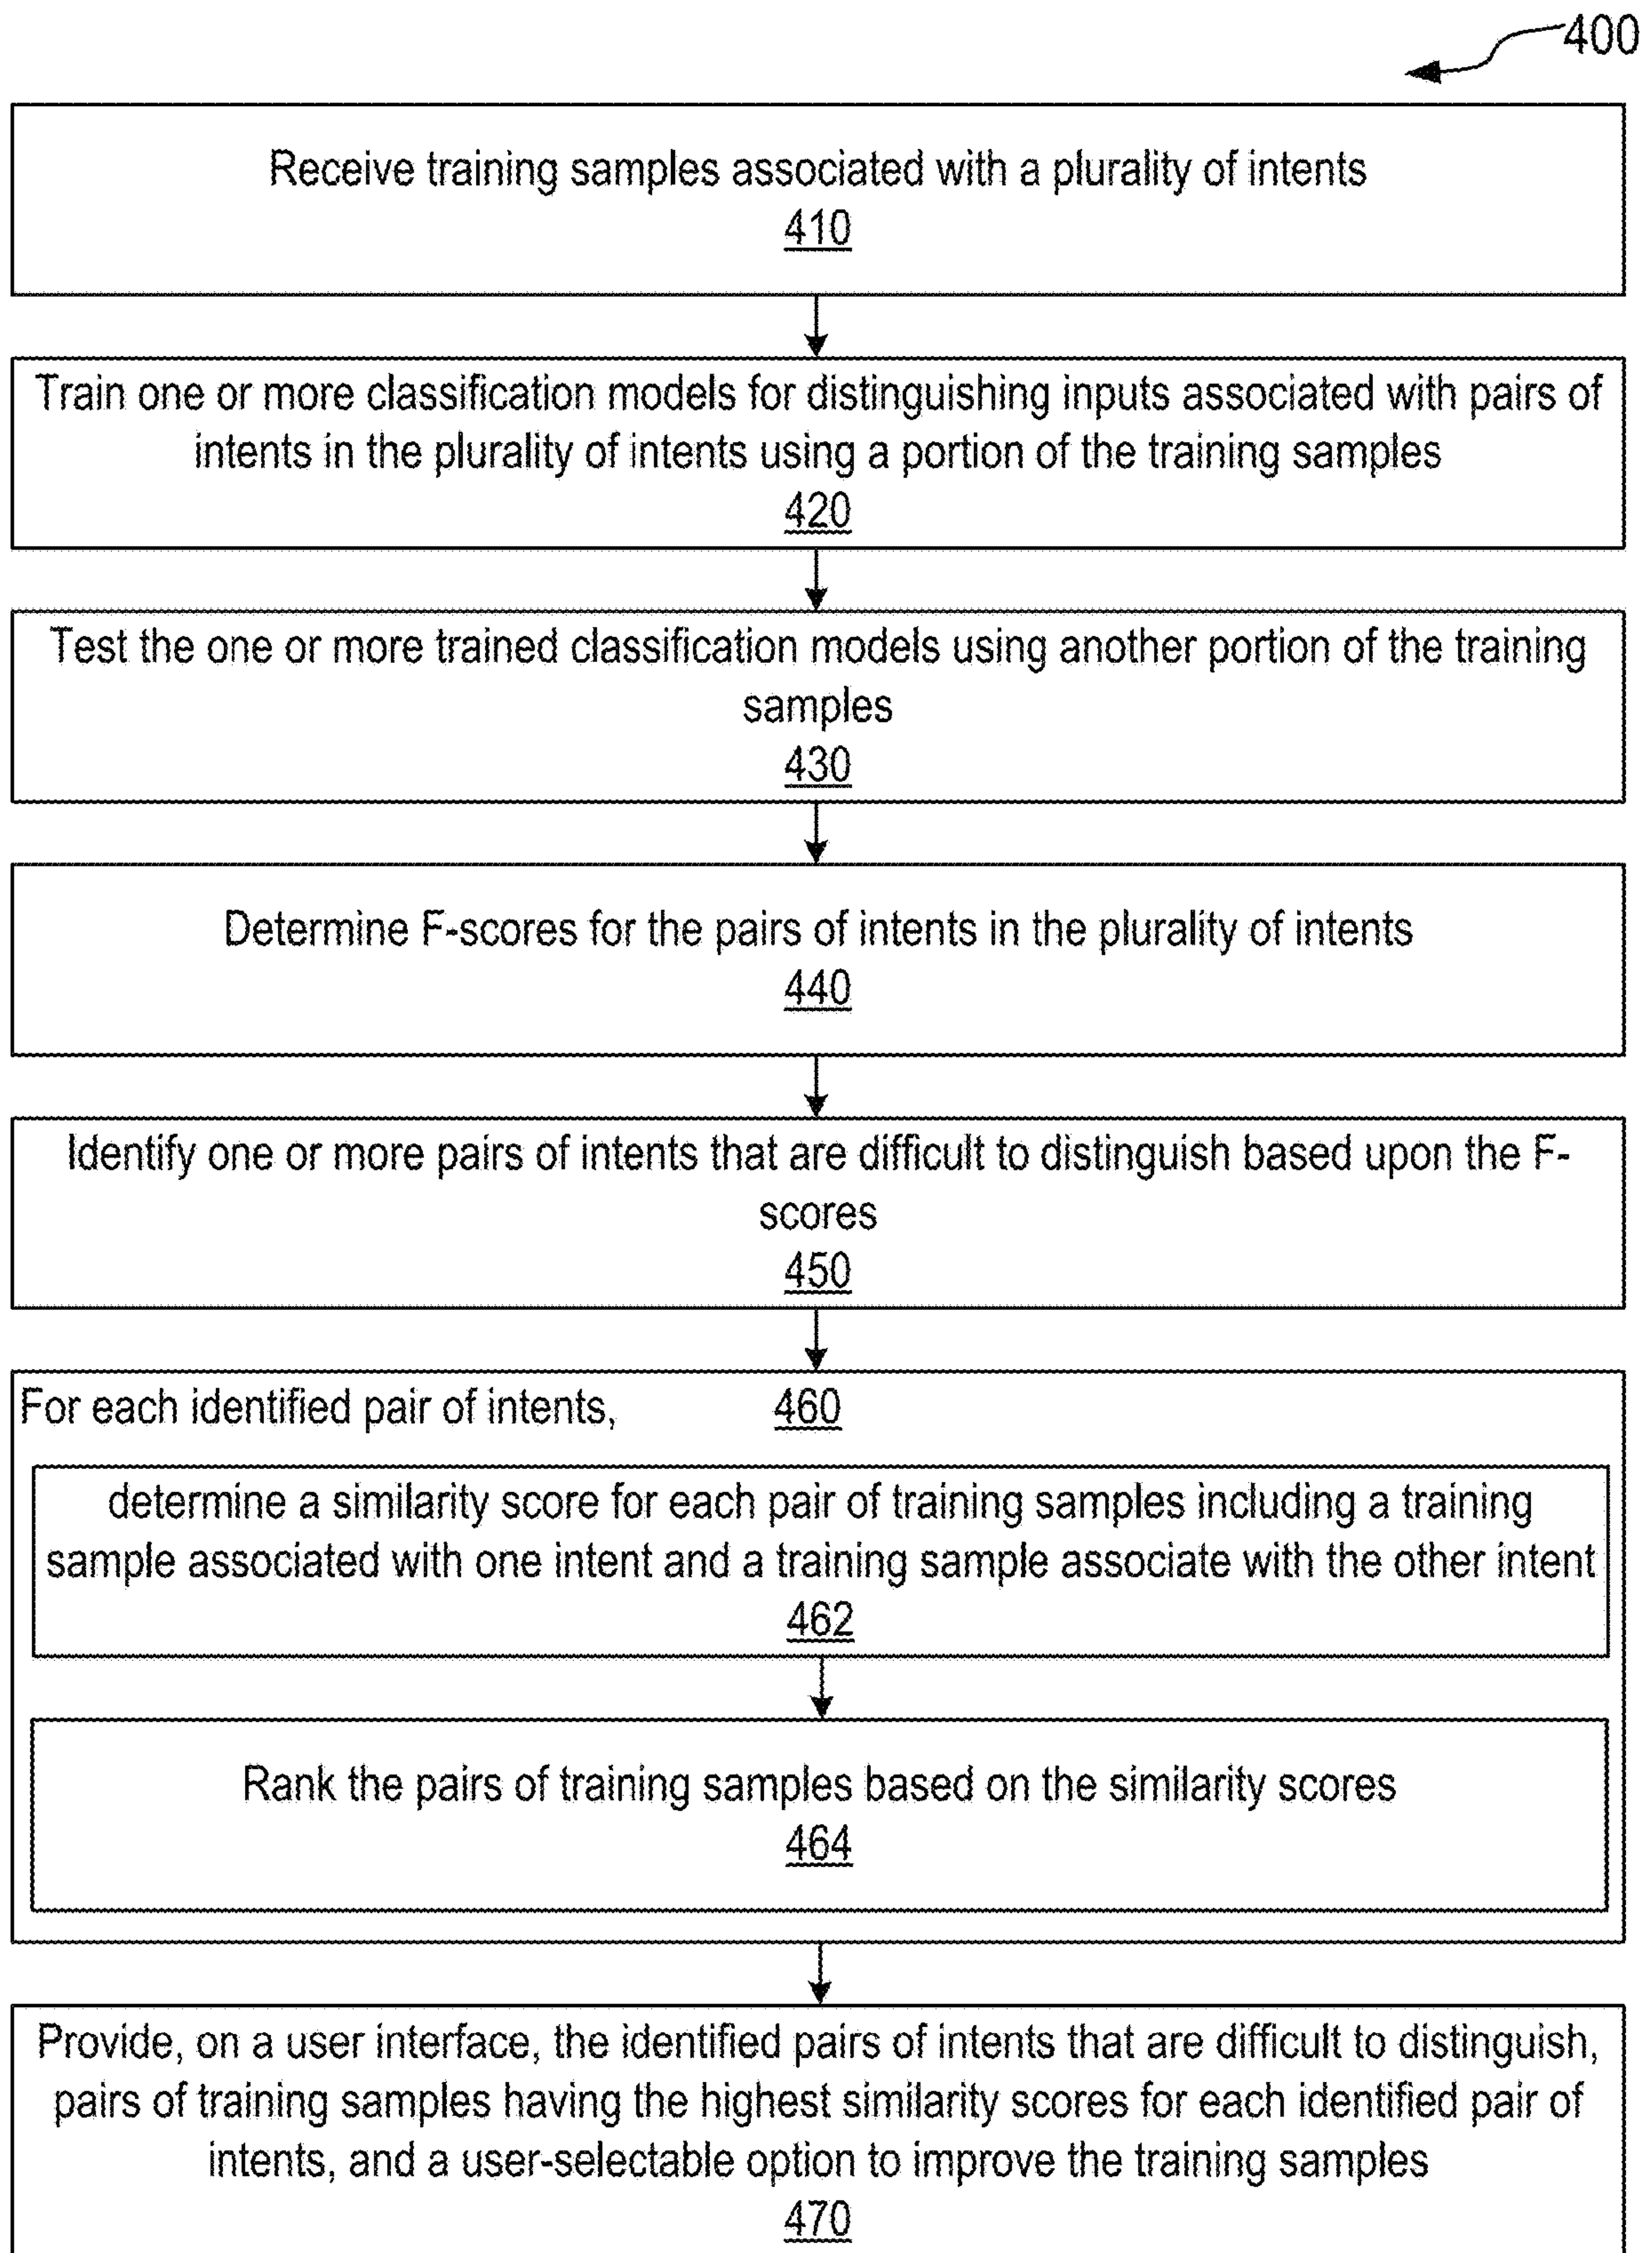 400
Receive training samples associated with a plurality of intents
410
Train one or more classification models for distinguishing inputs associated with pairs of
intents in the plurality of intents using a portion of the training samples
420
Test the one or more trained classification models using another portion of the training
samples
430
Determine F-scores for the pairs of intents in the plurality of intents
440
Identify one or more pairs of intents that are difficult to distinguish based upon the F-
scores
450
For each identified pair of intents, 460
determine a similarity score for each pair of training samples including a training
sample associated with one intent and a training sample associate with the other intent
462
Rank the pairs of training samples based on the similarity scores
464
Provide, on a user interface, the identified pairs of intents that are difficult to distinguish,
pairs of training samples having the highest similarity scores for each identified pair of
intents, and a user-selectable option to improve the training samples
470